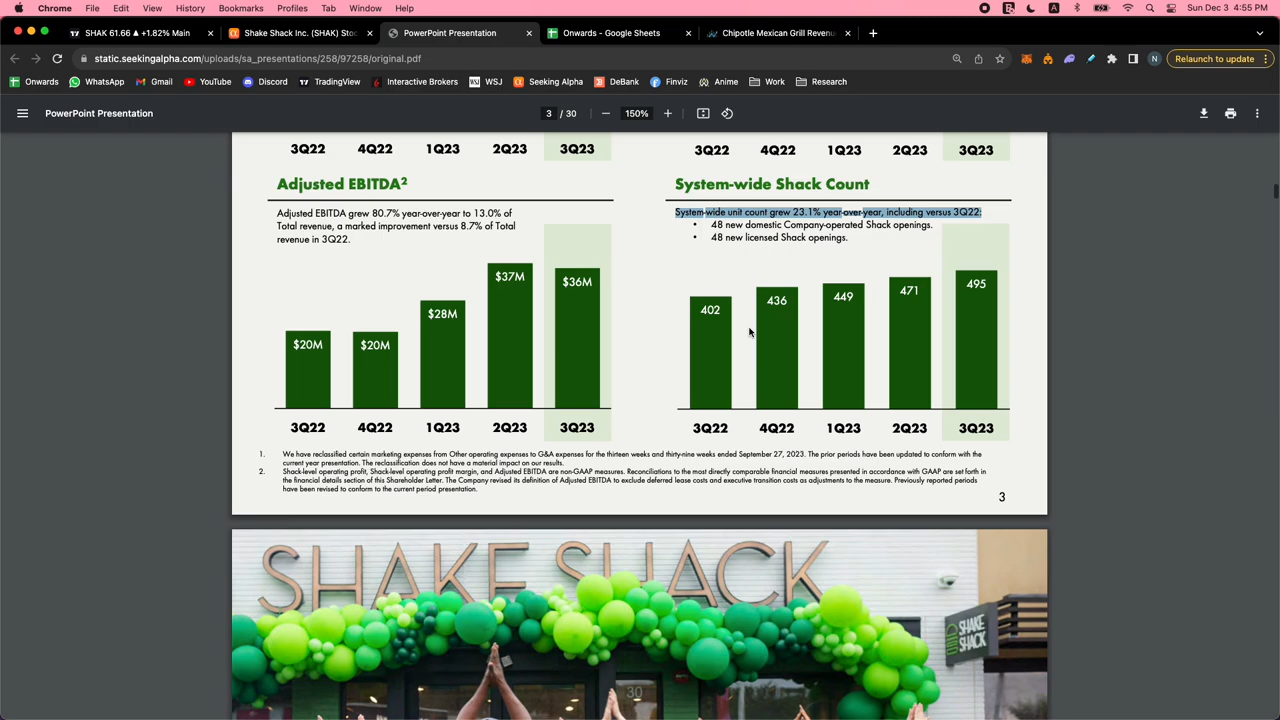 Chrome File Edit View History Bookmarks Profiles Tab Window Help Sun Dec 3 4:55 PM
SHAK 61.66 ▲ +1.82% Main Shake Shack Inc. (SHAK) Stoc PowerPoint Presentation Onwards - Google Sheets Chipotle Mexican Grill Revenu
static.seekingalpha.com/uploads/sa_presentations/258/97258/original.pdf N Relaunch to update
Onwards WhatsApp Gmail YouTube Discord TradingView Interactive Brokers WSJ Seeking Alpha DeBank Finviz Anime Work Research
PowerPoint Presentation 3 / 30 150%
3Q22 4Q22 1Q23 2Q23 3Q23 3Q22 4Q22 1Q23 2Q23 3Q23
Adjusted EBITDA2
Adjusted EBITDA grew 80.7% year-over-year to 13.0% of
Total revenue, a marked improvement versus 8.7% of Total
revenue in 3Q22.
$20M $20M $28M $37M $36M
3Q22 4Q22 1Q23 2Q23 3Q23
System-wide Shack Count
System-wide unit count grew 23.1% year-over-year, including versus 3Q22:
• 48 new domestic Company-operated Shack openings.
• 48 new licensed Shack openings.
402 436 449 471 495
3Q22 4Q22 1Q23 2Q23 3Q23
1. We have reclassified certain marketing expenses from Other operating expenses to G&A expenses for the thirteen weeks and thirty-nine weeks ended September 27, 2023. The prior periods have been updated to conform with the
current year presentation. The reclassification does not have a material impact on our results.
2. Shack-level operating profit, Shack-level operating profit margin, and Adjusted EBITDA are non-GAAP measures. Reconciliations to the most directly comparable financial measures presented in accordance with GAAP are set forth in
the financial details section of this Shareholder Letter. The Company revised its definition of Adjusted EBITDA to exclude deferred lease costs and executive transition costs as adjustments to the measure. Previously reported periods
have been revised to conform to the current period presentation.
3
SHAKE SHACK
SHAKE
SHACK
30